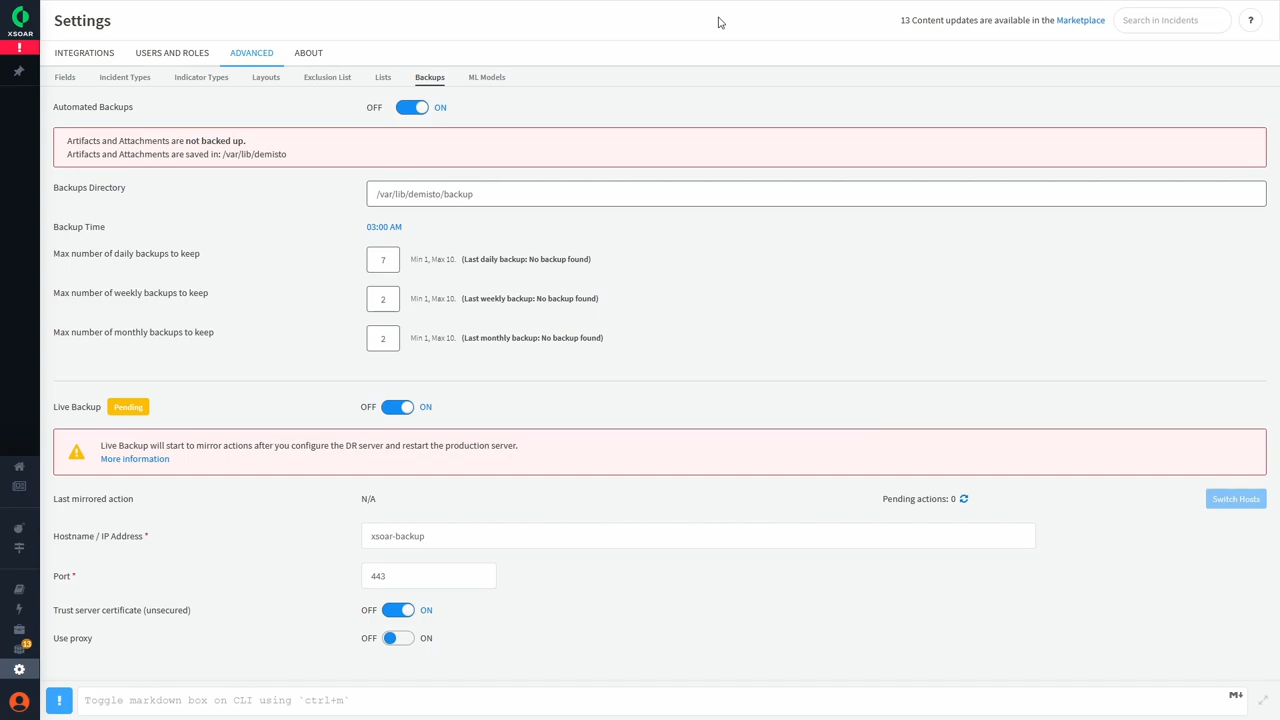 XSOAR
Settings
13 Content updates are available in the Marketplace
Search in Incidents
?
!
INTEGRATIONS
USERS AND ROLES
ADVANCED
ABOUT
Fields
Incident Types
Indicator Types
Layouts
Exclusion List
Lists
Backups
ML Models
Automated Backups
OFF
ON
Artifacts and Attachments are not backed up.
Artifacts and Attachments are saved in: /var/lib/demisto
Backups Directory
/var/lib/demisto/backup
Backup Time
03:00 AM
Max number of daily backups to keep
7
Min 1, Max 10. (Last daily backup: No backup found)
Max number of weekly backups to keep
2
Min 1, Max 10. (Last weekly backup: No backup found)
Max number of monthly backups to keep
2
Min 1, Max 10. (Last monthly backup: No backup found)
Live Backup
Pending
OFF
ON
Live Backup will start to mirror actions after you configure the DR server and restart the production server.
More information
Last mirrored action
N/A
Pending actions: 0
Switch Hosts
Hostname / IP Address *
xsoar-backup
Port *
443
Trust server certificate (unsecured)
OFF
ON
Use proxy
OFF
ON
13
!
Toggle markdown box on CLI using `ctrl+m`
M+